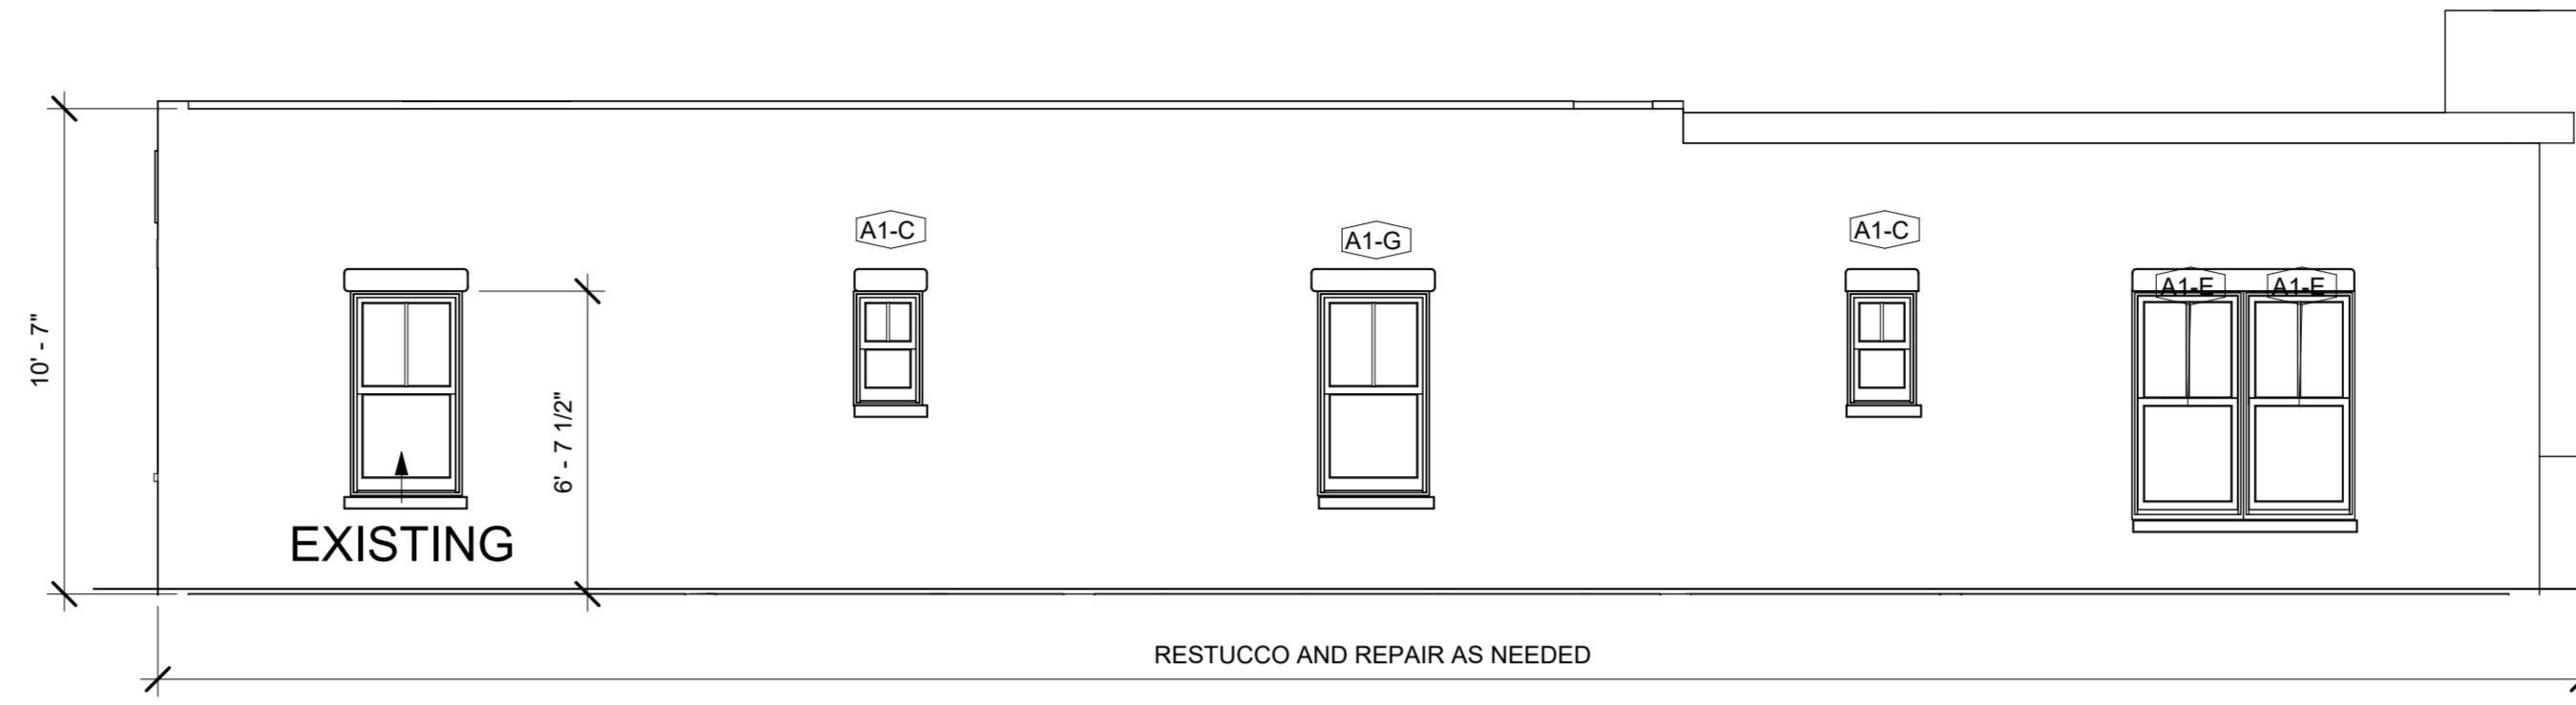 A1-C
A1-G
A1-C
A1-E
A1-E
10' - 7"
6' - 7 1/2"
EXISTING
RESTUCCO AND REPAIR AS NEEDED